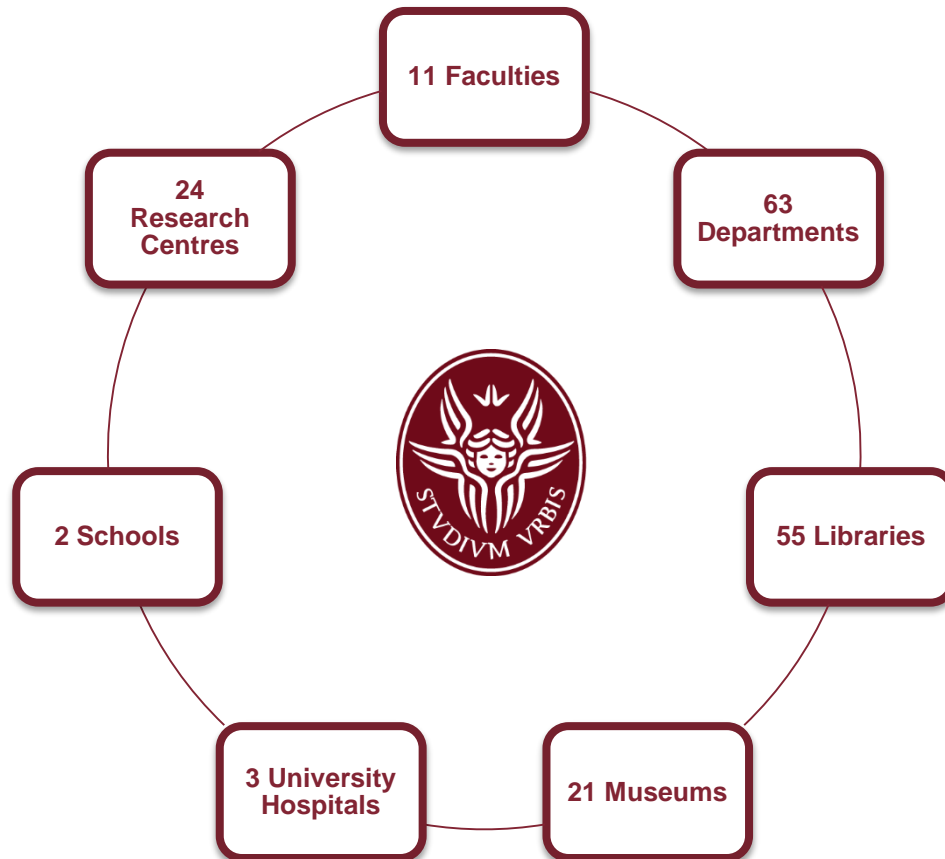 11 Faculties
63
Departments
55 Libraries
21 Museums
3 University
Hospitals
2 Schools
24
Research
Centres
STVDIVM VRBIS